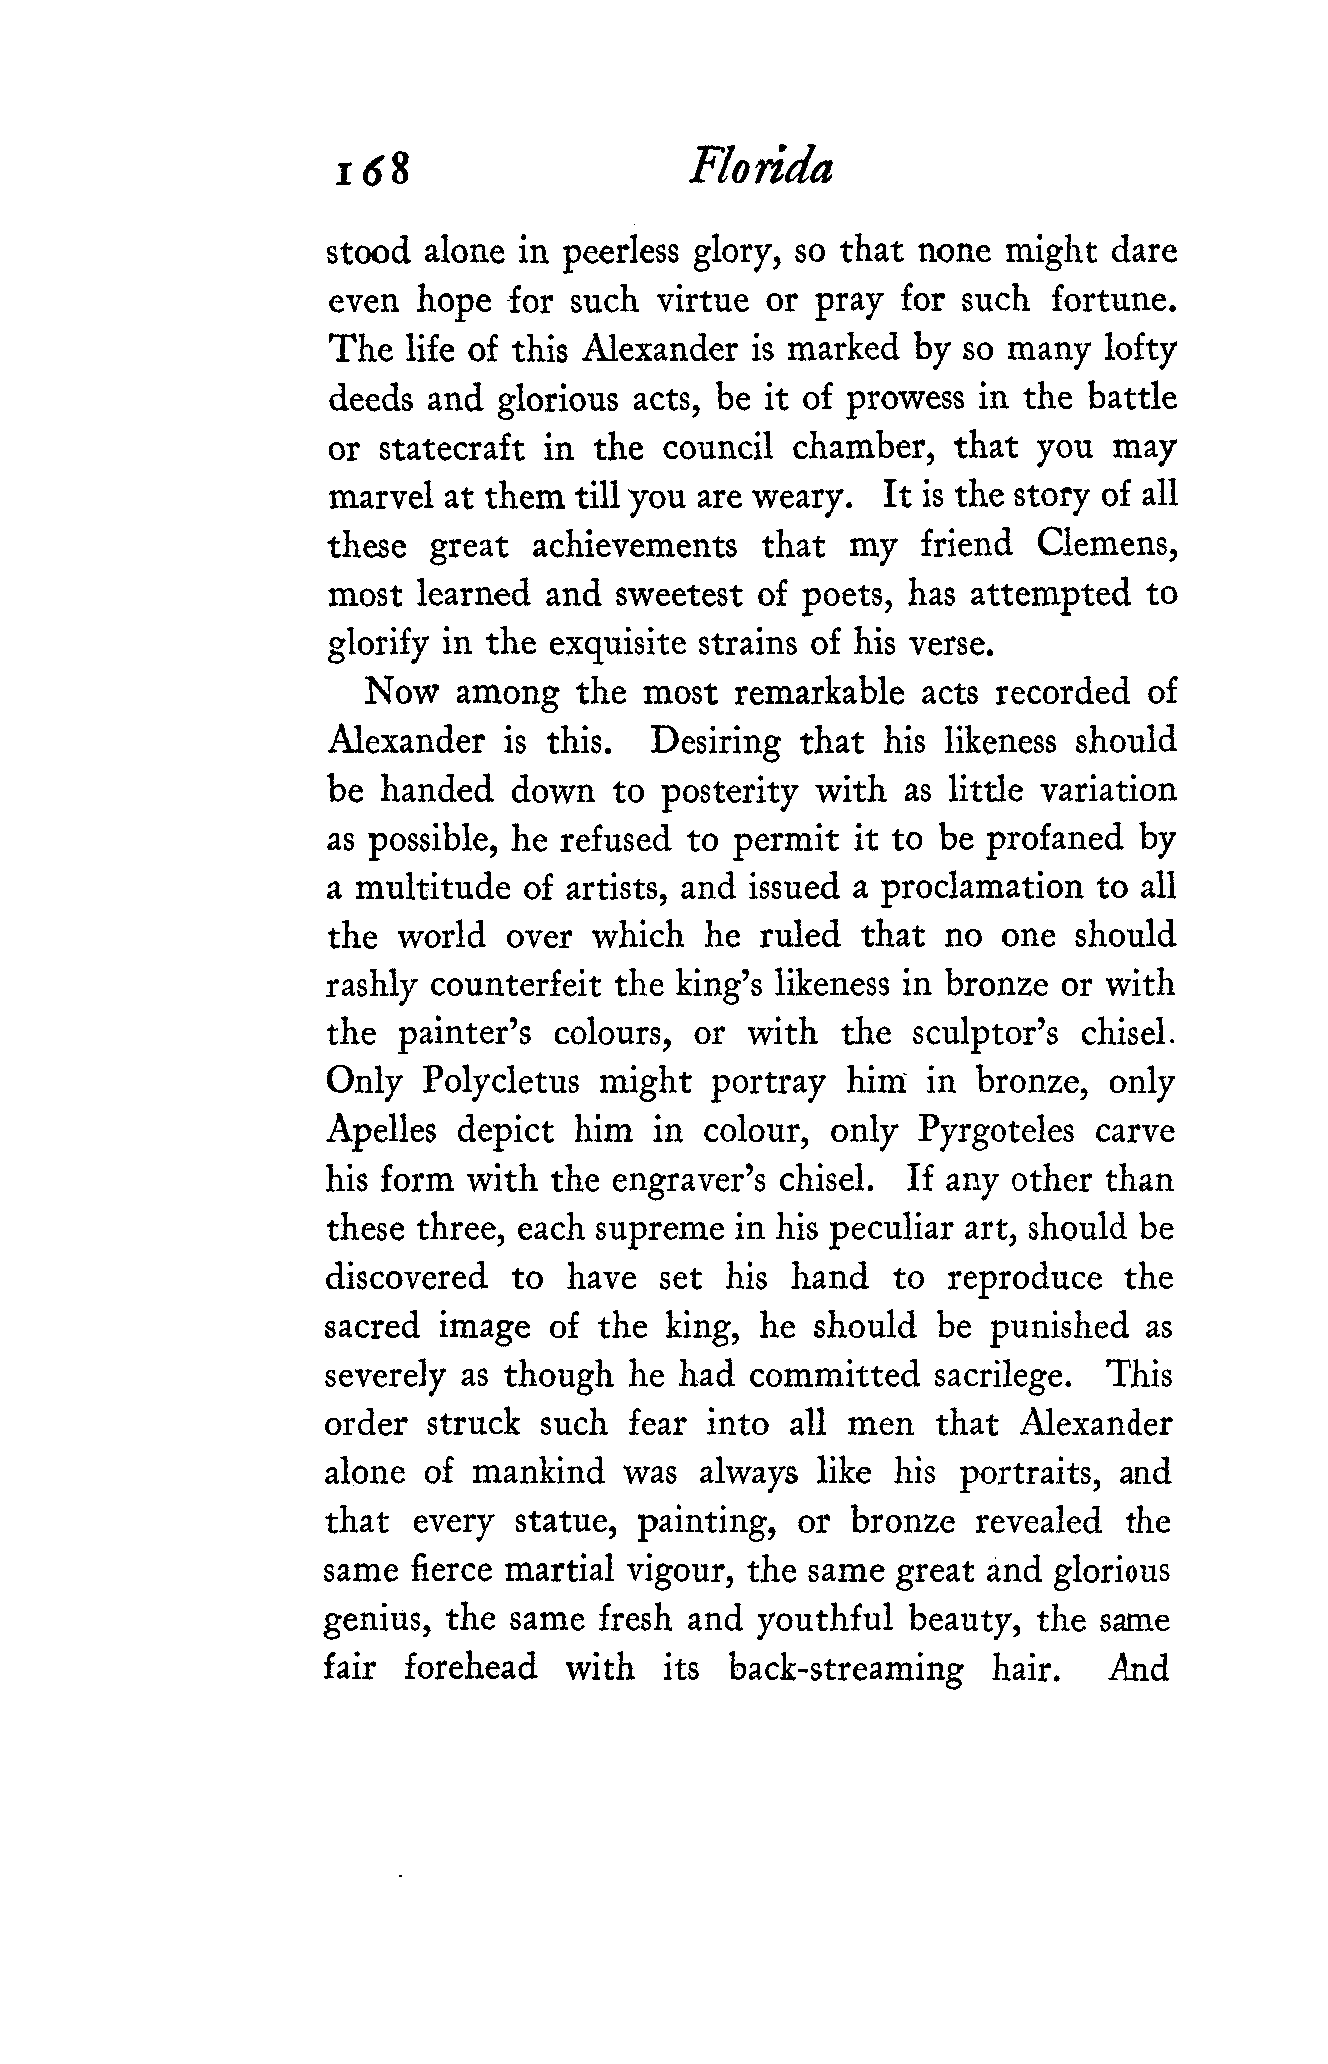 168 Florida
stood alone in peerless glory, so that none might dare
even hope for such virtue or pray for such fortune.
The life of this Alexander is marked by so many lofty
deeds and glorious acts, be it of prowess in the battle
or statecraft in the council chamber, that you may
marvel at them till you are weary. It is the story of all
these great achievements that my friend Clemens,
most learned and sweetest of poets, has attempted to
glorify in the exquisite strains of his verse.
Now among the most remarkable acts recorded of
Alexander is this. Desiring that his likeness should
be handed down to posterity with as little variation
as possible, he refused to permit it to be profaned by
a multitude of artists, and issued a proclamation to all
the world over which he ruled that no one should
rashly counterfeit the king's likeness in bronze or with
the painter's colours, or with the sculptor's chisel.
Only Polycletus might portray him in bronze, only
Apelles depict him in colour, only Pyrgoteles carve
his form with the engraver's chisel. If any other than
these three, each supreme in his peculiar art, should be
discovered to have set his hand to reproduce the
sacred image of the king, he should be punished as
severely as though he had committed sacrilege. This
order struck such fear into all men that Alexander
alone of mankind was always like his portraits, and
that every statue, painting, or bronze revealed the
same fierce martial vigour, the same great and glorious
genius, the same fresh and youthful beauty, the same
fair forehead with its back-streaming hair. And